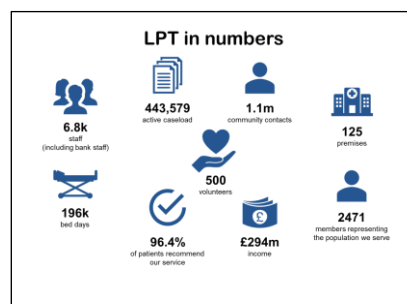 LPT in numbers
6.8k
staff
(including bank staff)
443,579
active caseload
1.1m
community contacts
125
premises
500
volunteers
196k
bed days
96.4%
of patients recommend
our service
£
£294m
income
2471
members representing
the population we serve